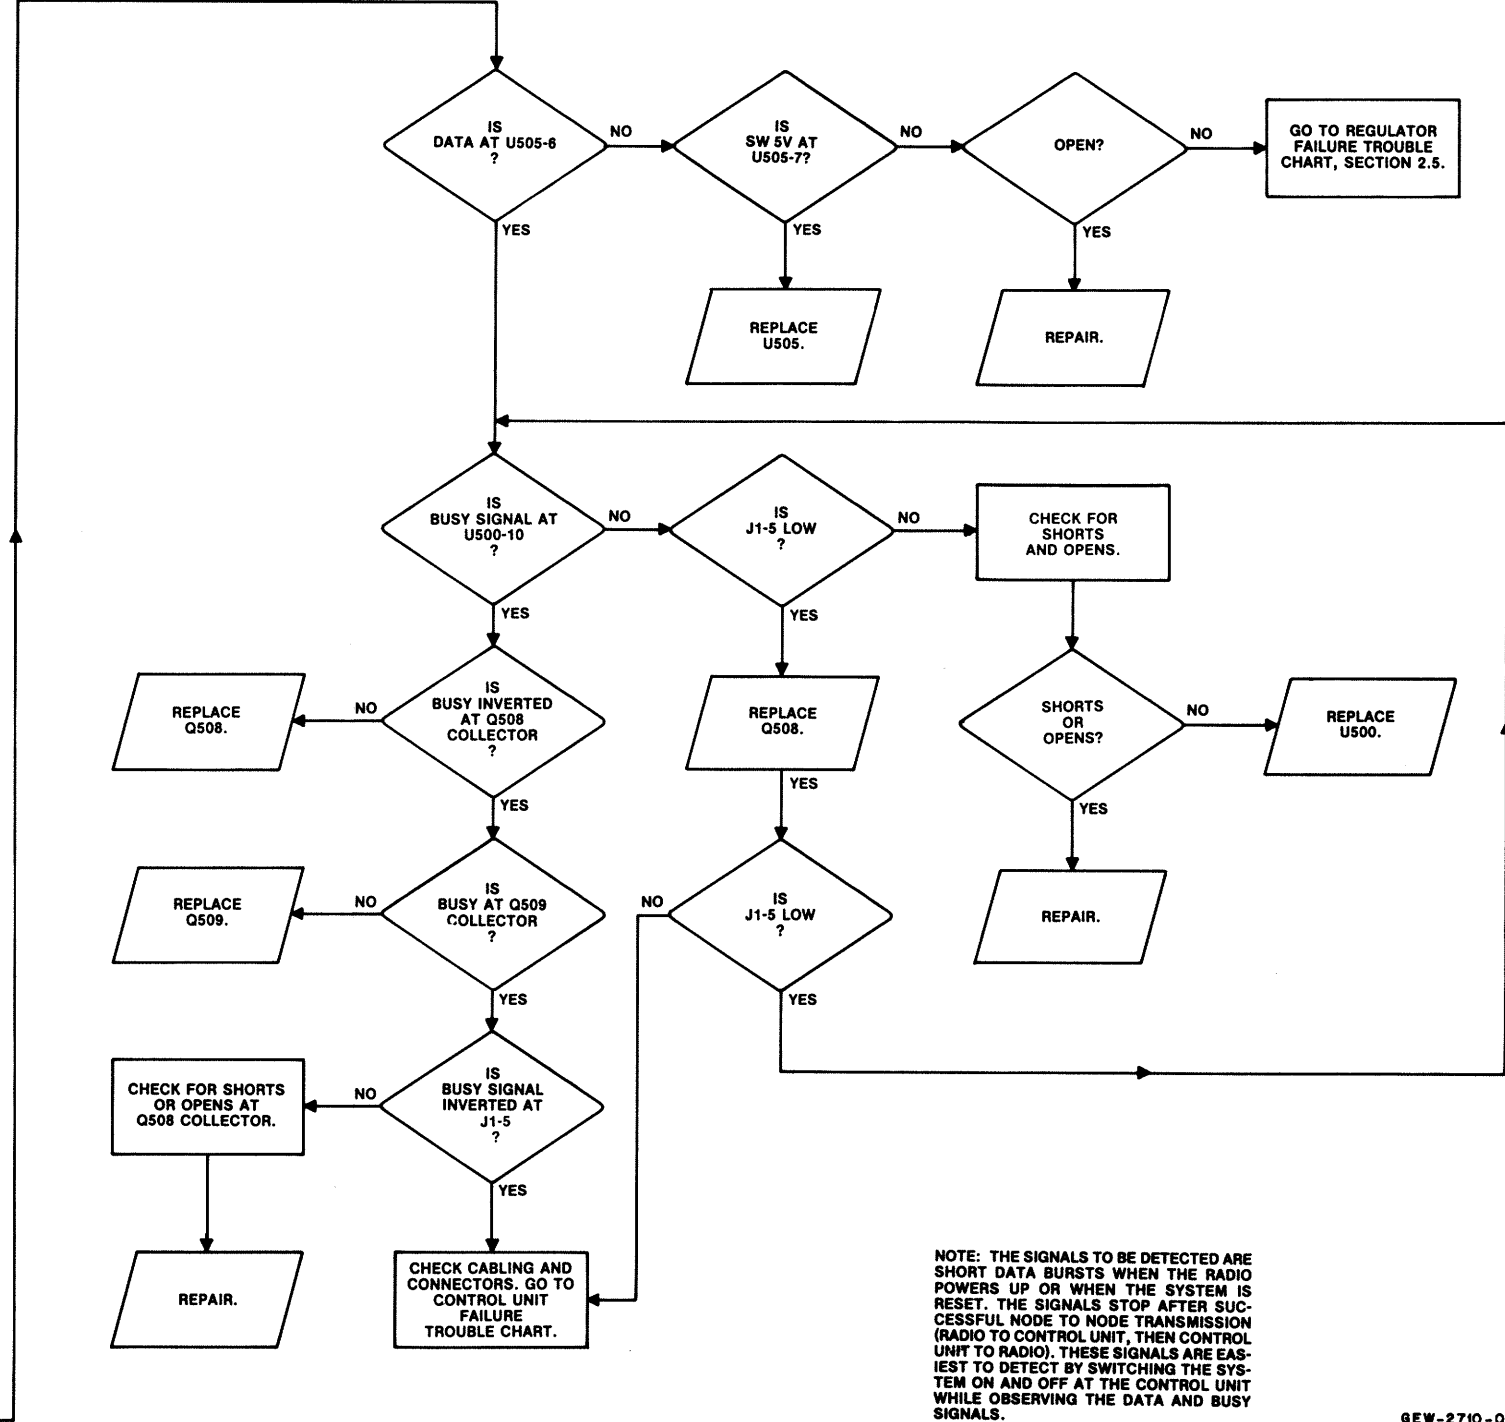 IS
DATA AT U505-6
?
NO
YES
IS
SW 5V AT
U505-7?
NO
YES
OPEN?
NO
YES
GO TO REGULATOR
FAILURE TROUBLE
CHART, SECTION 2.5.
REPLACE
U505.
REPAIR.
IS
BUSY SIGNAL AT
U500-10
?
NO
YES
IS
J1-5 LOW
?
NO
YES
CHECK FOR
SHORTS
AND OPENS.
REPLACE
Q508.
NO
IS
BUSY INVERTED
AT Q508
COLLECTOR
?
YES
REPLACE
Q508.
YES
SHORTS
OR
OPENS?
NO
YES
REPLACE
U500.
REPLACE
Q509.
NO
IS
BUSY AT Q509
COLLECTOR
?
YES
NO
IS
J1-5 LOW
?
YES
REPAIR.
CHECK FOR SHORTS
OR OPENS AT
Q508 COLLECTOR.
NO
IS
BUSY SIGNAL
INVERTED AT
J1-5
?
YES
REPAIR.
CHECK CABLING AND
CONNECTORS. GO TO
CONTROL UNIT
FAILURE
TROUBLE CHART.
NOTE: THE SIGNALS TO BE DETECTED ARE
SHORT DATA BURSTS WHEN THE RADIO
POWERS UP OR WHEN THE SYSTEM IS
RESET. THE SIGNALS STOP AFTER SUC-
CESSFUL NODE TO NODE TRANSMISSION
(RADIO TO CONTROL UNIT, THEN CONTROL
UNIT TO RADIO). THESE SIGNALS ARE EAS-
IEST TO DETECT BY SWITCHING THE SYS-
TEM ON AND OFF AT THE CONTROL UNIT
WHILE OBSERVING THE DATA AND BUSY
SIGNALS.